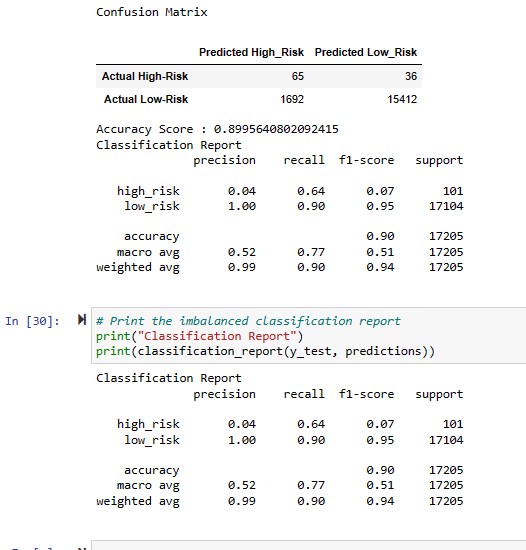 Confusion Matrix
Predicted High_Risk Predicted Low_Risk
Actual High-Risk 65 36
Actual Low-Risk 1692 15412
Accuracy Score : 0.8995640802092415
Classification Report
precision recall f1-score support
high_risk 0.04 0.64 0.07 101
low_risk 1.00 0.90 0.95 17104
accuracy 0.90 17205
macro avg 0.52 0.77 0.51 17205
weighted avg 0.99 0.90 0.94 17205
In [30]: # Print the imbalanced classification report
print("Classification Report")
print(classification_report(y_test, predictions))
Classification Report
precision recall f1-score support
high_risk 0.04 0.64 0.07 101
low_risk 1.00 0.90 0.95 17104
accuracy 0.90 17205
macro avg 0.52 0.77 0.51 17205
weighted avg 0.99 0.90 0.94 17205